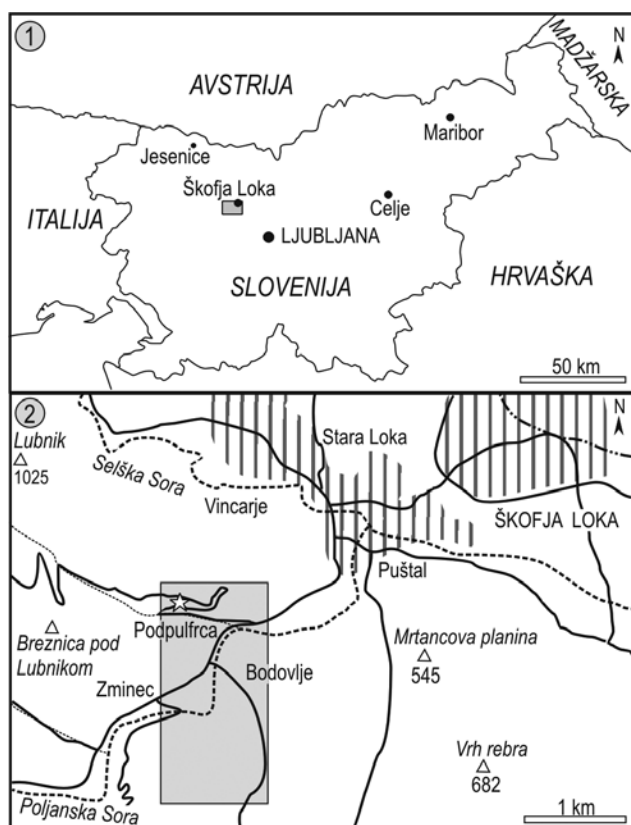 1
N
MADŽARSKA
AVSTRIJA
Maribor
Jesenice
Škofja Loka
Celje
ITALIJA
LJUBLJANA
HRVAŠKA
SLOVENIJA
50 km
2
N
Lubnik
1025
Stara Loka
Selška Sora
Vincarje
ŠKOFJA LOKA
Puštal
Podpulfrca
Breznica pod
Lubnikom
Mrtancova planina
545
Bodovlje
Zminec
Vrh rebra
682
Poljanska Sora
1 km